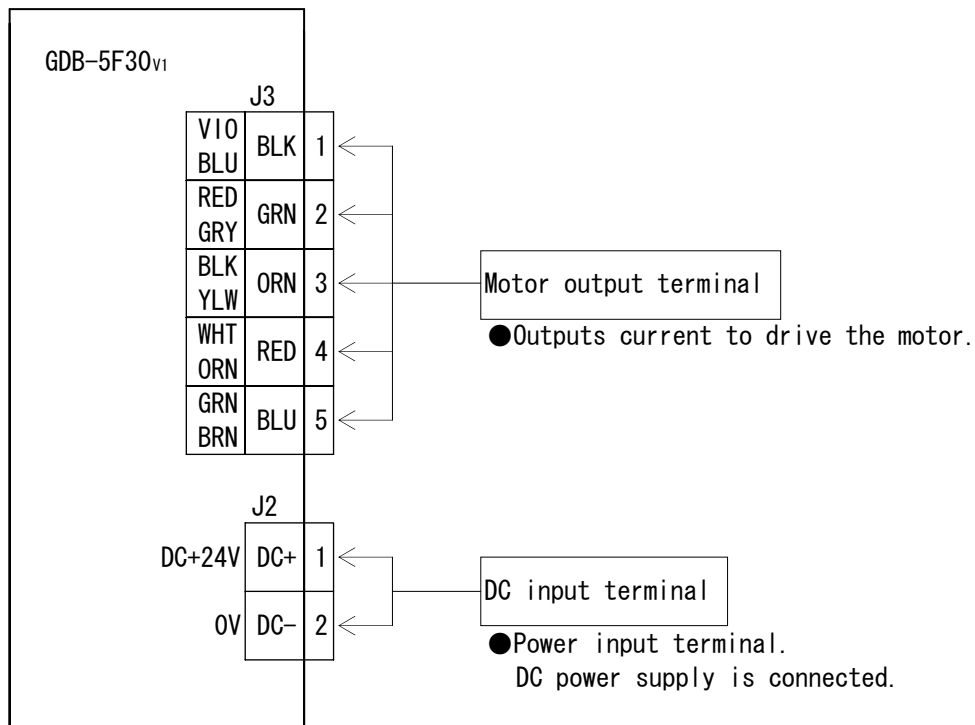 GDB-5F30V1
J3
VIO
BLU
BLK
1
RED
GRY
GRN
2
BLK
YLW
ORN
3
WHT
ORN
RED
4
GRN
BRN
BLU
5
Motor output terminal
●Outputs current to drive the motor.
J2
DC+24V DC+ 1
0V DC- 2
DC input terminal
●Power input terminal.
DC power supply is connected.